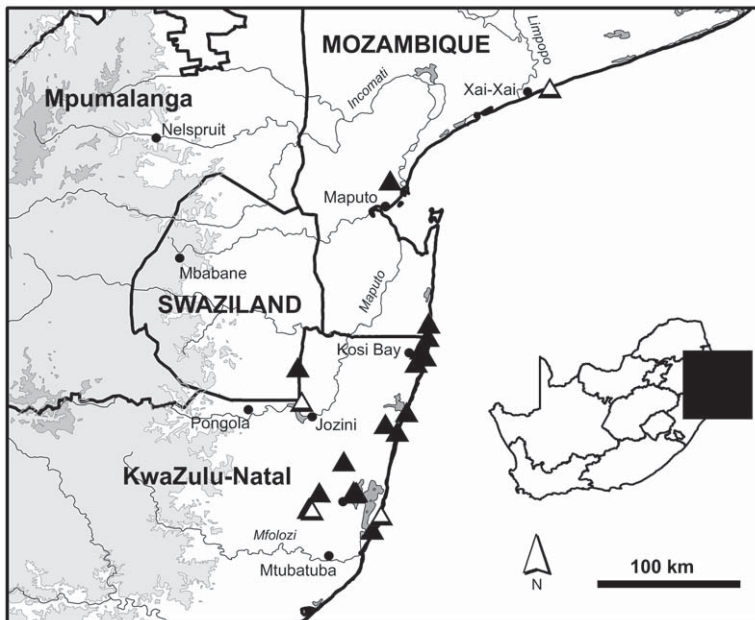 MOZAMBIQUE
Limpopo
Xai-Xai
Mpumalanga
Incomati
Nelspruit
Maputo
Mbabane
Maputo
SWAZILAND
Kosi Bay
Pongola
Jozini
KwaZulu-Natal
Mfolozi
Mtubatuba
N
100 km